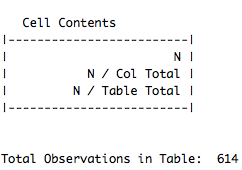 Cell Contents
|-------------------------|
|                       N |
|           N / Col Total |
|         N / Table Total |
|-------------------------|
Total Observations in Table:  614